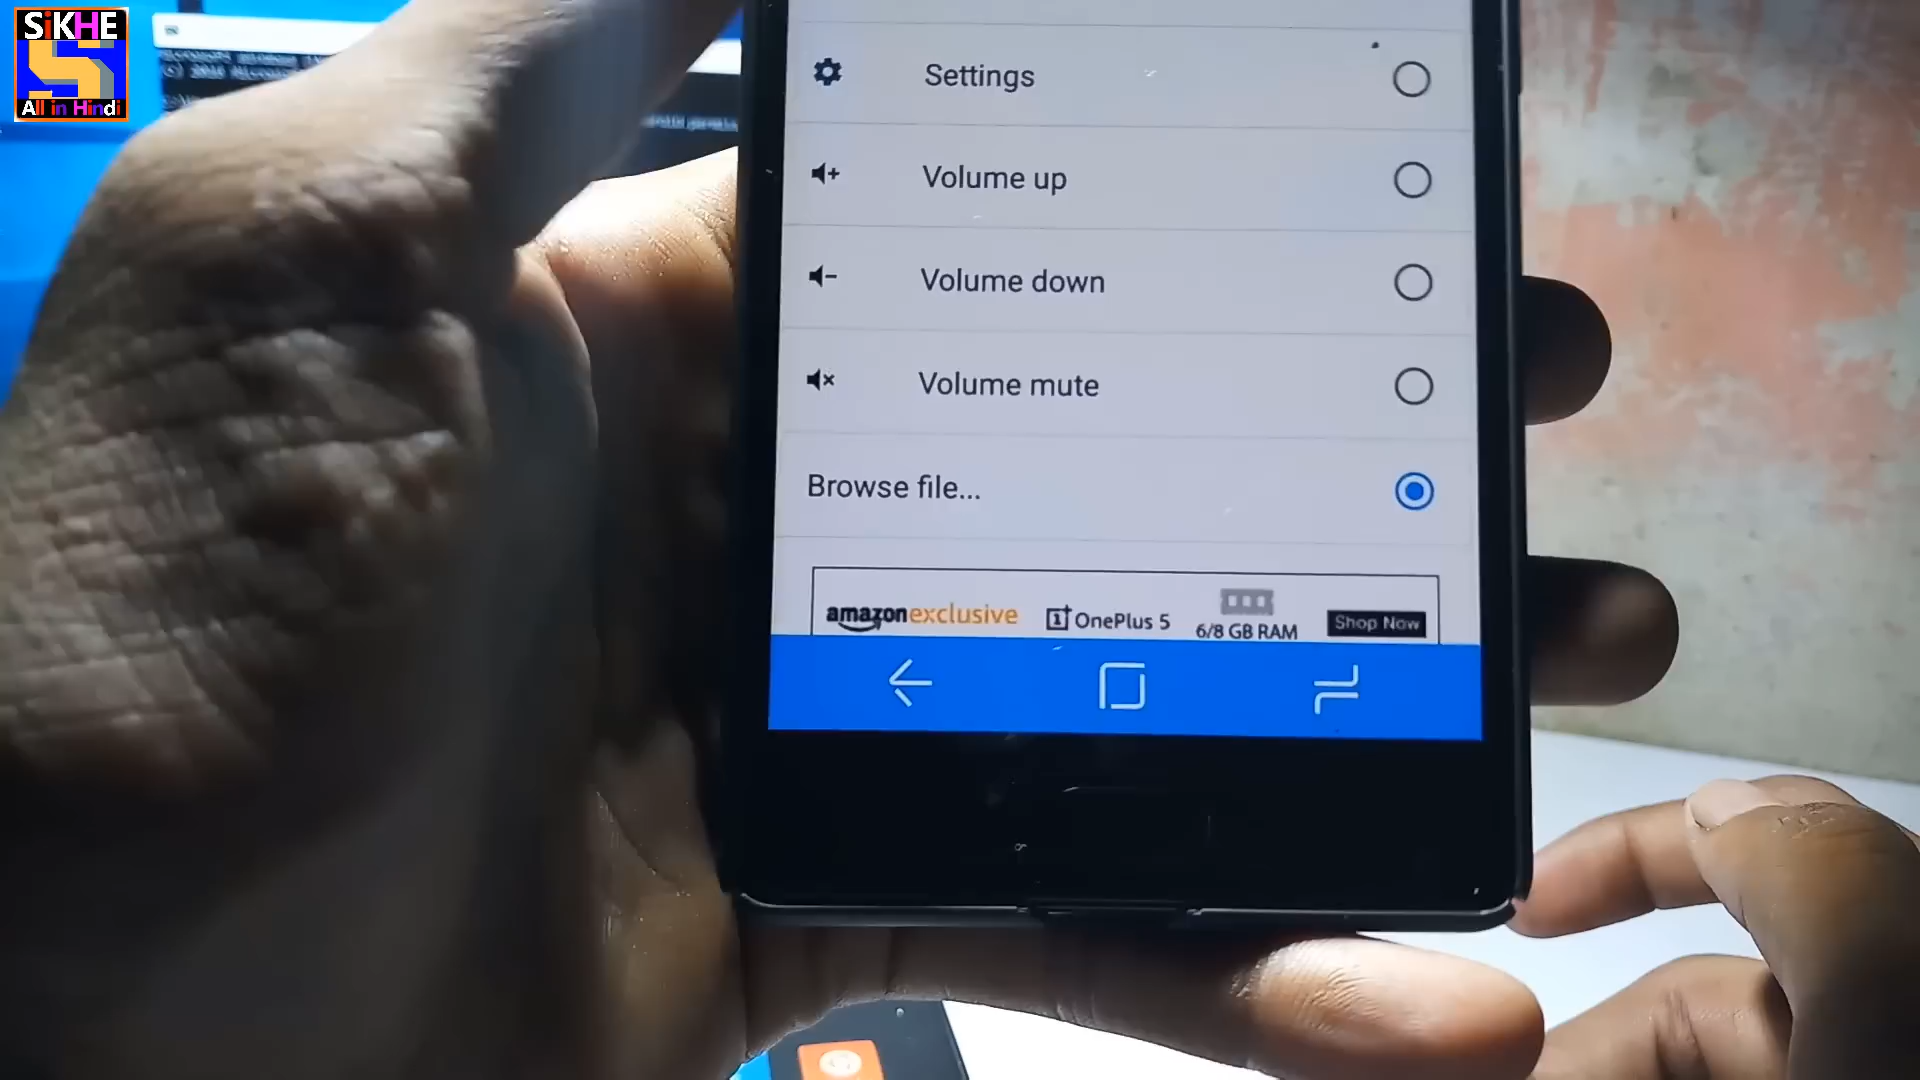 SiKHE
All in Hindi
Settings
Volume up
Volume down
Volume mute
Browse file...
amazonexclusive
OnePlus 5
6/8 GB RAM
Shop Now